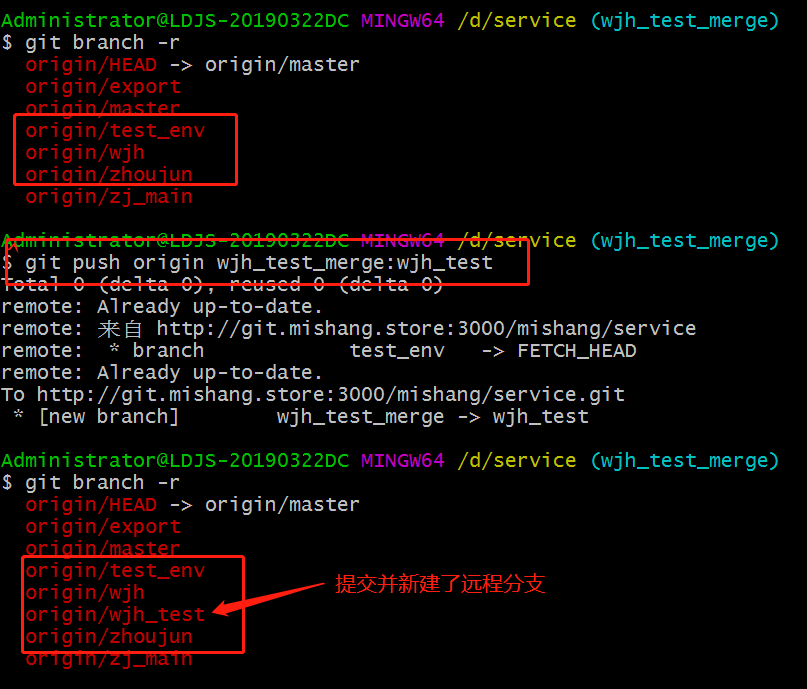 Administrator@LDJS-20190322DC MINGW64 /d/service (wjh_test_merge)
$ git branch -r
origin/HEAD -> origin/master
origin/export
origin/master
origin/test_env
origin/wjh
origin/zhoujun
origin/zj_main
Administrator@LDJS-20190322DC MINGW64 /d/service (wjh_test_merge)
$ git push origin wjh_test_merge:wjh_test
Total 0 (delta 0), reused 0 (delta 0)
remote: Already up-to-date.
remote: 来自 http://git.mishang.store:3000/mishang/service
remote:  * branch            test_env   -> FETCH_HEAD
remote: Already up-to-date.
To http://git.mishang.store:3000/mishang/service.git
* [new branch]        wjh_test_merge -> wjh_test
Administrator@LDJS-20190322DC MINGW64 /d/service (wjh_test_merge)
$ git branch -r
origin/HEAD -> origin/master
origin/export
origin/master
origin/test_env
origin/wjh
提交并新建了远程分支
origin/wjh_test
origin/zhoujun
origin/zj_main